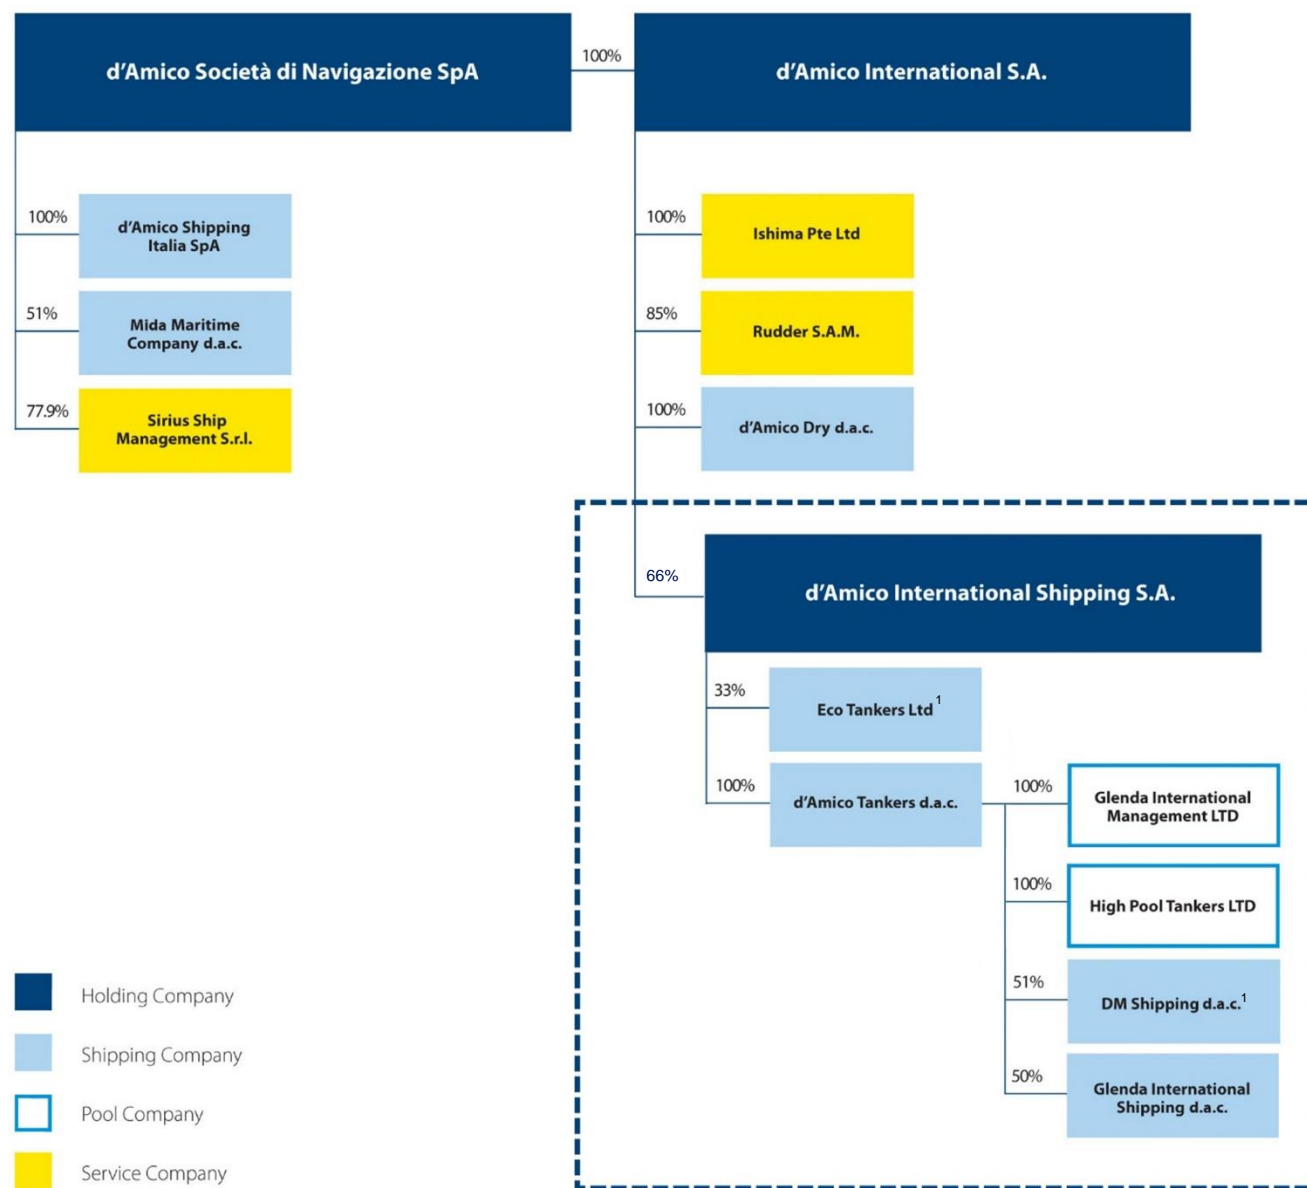 d'Amico Società di Navigazione SpA
100%
d'Amico International S.A.
100%
d'Amico Shipping
Italia SpA
51%
Mida Maritime
Company d.a.c.
77.9%
Sirius Ship
Management S.r.l.
100%
Ishima Pte Ltd
85%
Rudder S.A.M.
100%
d'Amico Dry d.a.c.
66%
d'Amico International Shipping S.A.
33%
Eco Tankers Ltd¹
100%
d'Amico Tankers d.a.c.
100%
Glenda International
Management LTD
100%
High Pool Tankers LTD
51%
DM Shipping d.a.c.¹
50%
Glenda International
Shipping d.a.c.
Holding Company
Shipping Company
Pool Company
Service Company